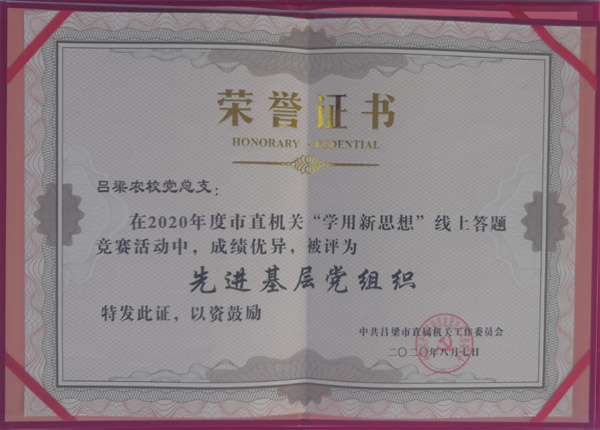 荣誉证书
HONORARY CREDENTIAL
吕梁农校党总支：
在2020年度市直机关“学用新思想”线上答题
竞赛活动中，成绩优异，被评为
先进基层党组织
特发此证，以资鼓励
中共吕梁市直属机关工作委员会
二〇二〇年八月七日